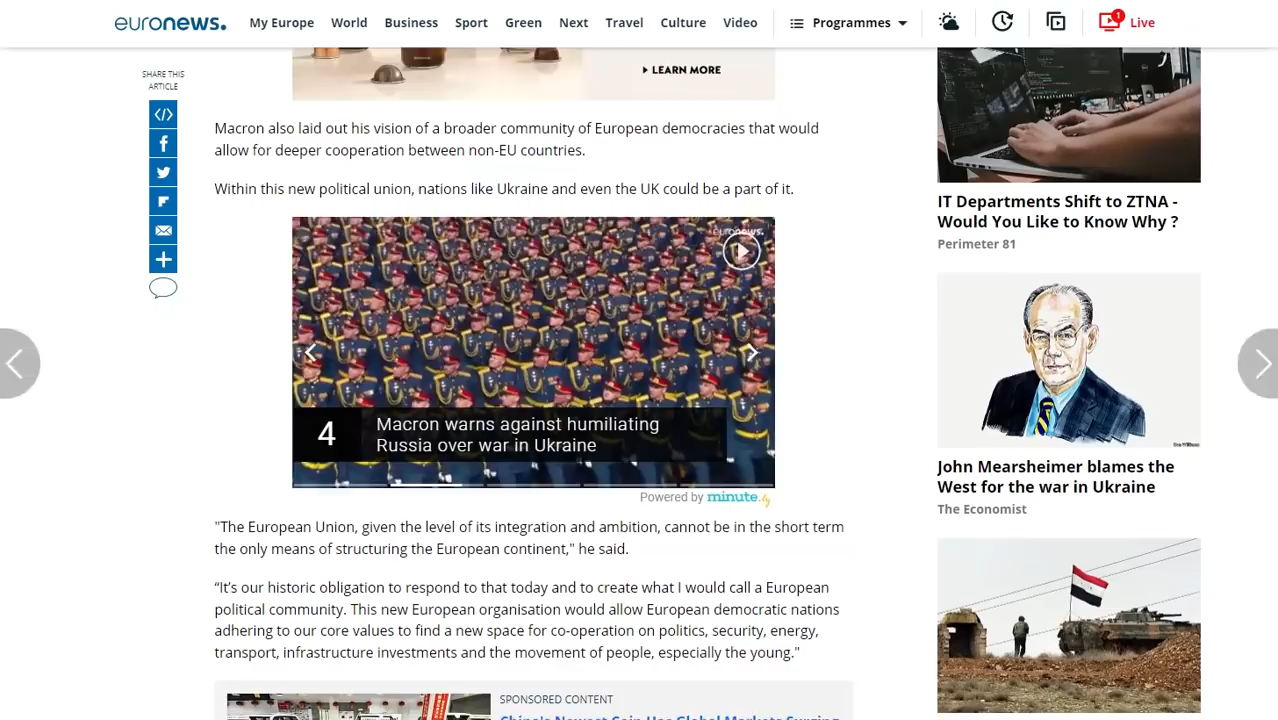 euronews.
My Europe World Business Sport Green Next Travel Culture Video Programmes 1 Live
SHARE THIS
ARTICLE
LEARN MORE
Macron also laid out his vision of a broader community of European democracies that would
allow for deeper cooperation between non-EU countries.
Within this new political union, nations like Ukraine and even the UK could be a part of it.
euronews.
4
Macron warns against humiliating
Russia over war in Ukraine
Powered by minute.ly
"The European Union, given the level of its integration and ambition, cannot be in the short term
the only means of structuring the European continent," he said.
“It’s our historic obligation to respond to that today and to create what I would call a European
political community. This new European organisation would allow European democratic nations
adhering to our core values to find a new space for co-operation on politics, security, energy,
transport, infrastructure investments and the movement of people, especially the young."
SPONSORED CONTENT
China's Newest Coin Has Global Markets Surging
IT Departments Shift to ZTNA -
Would You Like to Know Why ?
Perimeter 81
John Mearsheimer blames the
West for the war in Ukraine
The Economist